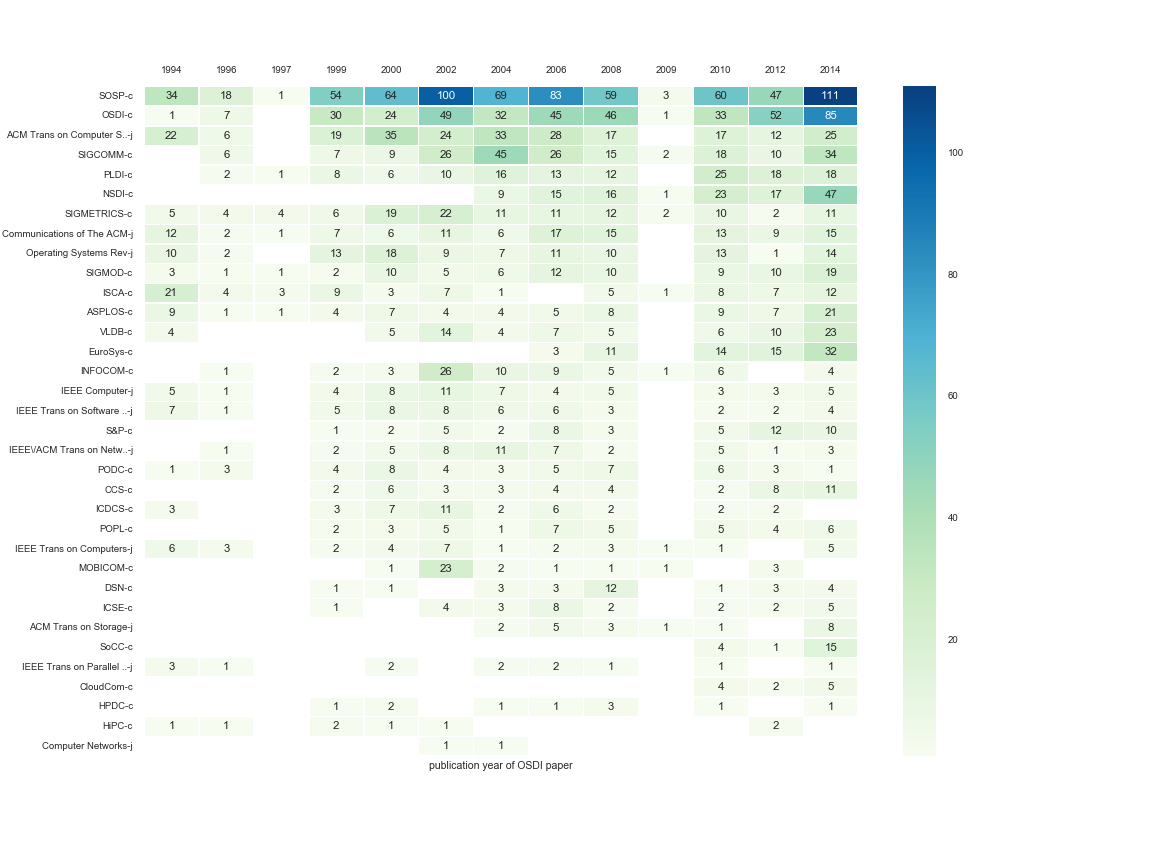 1994 1996 1997 1999 2000 2002 2004 2006 2008 2009 2010 2012 2014
SOSP-c 34 18 1 54 64 100 69 83 59 3 60 47 111
OSDI-c 1 7 30 24 49 32 45 46 1 33 52 85
ACM Trans on Computer S..-j 22 6 19 35 24 33 28 17 17 12 25
SIGCOMM-c 6 7 9 26 45 26 15 2 18 10 34
PLDI-c 2 1 8 6 10 16 13 12 25 18 18
NSDI-c 9 15 16 1 23 17 47
SIGMETRICS-c 5 4 4 6 19 22 11 11 12 2 10 2 11
Communications of The ACM-j 12 2 1 7 6 11 6 17 15 13 9 15
Operating Systems Rev-j 10 2 13 18 9 7 11 10 13 1 14
SIGMOD-c 3 1 1 2 10 5 6 12 10 9 10 19
ISCA-c 21 4 3 9 3 7 1 5 1 8 7 12
ASPLOS-c 9 1 1 4 7 4 4 5 8 9 7 21
VLDB-c 4 5 14 4 7 5 6 10 23
EuroSys-c 3 11 14 15 32
INFOCOM-c 1 2 3 26 10 9 5 1 6 4
IEEE Computer-j 5 1 4 8 11 7 4 5 3 3 5
IEEE Trans on Software ..-j 7 1 5 8 8 6 6 3 2 2 4
S&P-c 1 2 5 2 8 3 5 12 10
IEEE\/ACM Trans on Netw..-j 1 2 5 8 11 7 2 5 1 3
PODC-c 1 3 4 8 4 3 5 7 6 3 1
CCS-c 2 6 3 3 4 4 2 8 11
ICDCS-c 3 3 7 11 2 6 2 2 2
POPL-c 2 3 5 1 7 5 5 4 6
IEEE Trans on Computers-j 6 3 2 4 7 1 2 3 1 1 5
MOBICOM-c 1 23 2 1 1 1 3
DSN-c 1 1 3 3 12 1 3 4
ICSE-c 1 4 3 8 2 2 2 5
ACM Trans on Storage-j 2 5 3 1 1 8
SoCC-c 4 1 15
IEEE Trans on Parallel ..-j 3 1 2 2 2 1 1 1
CloudCom-c 4 2 5
HPDC-c 1 2 1 1 3 1 1
HiPC-c 1 1 2 1 1 2
Computer Networks-j 1 1
publication year of OSDI paper
100
80
60
40
20